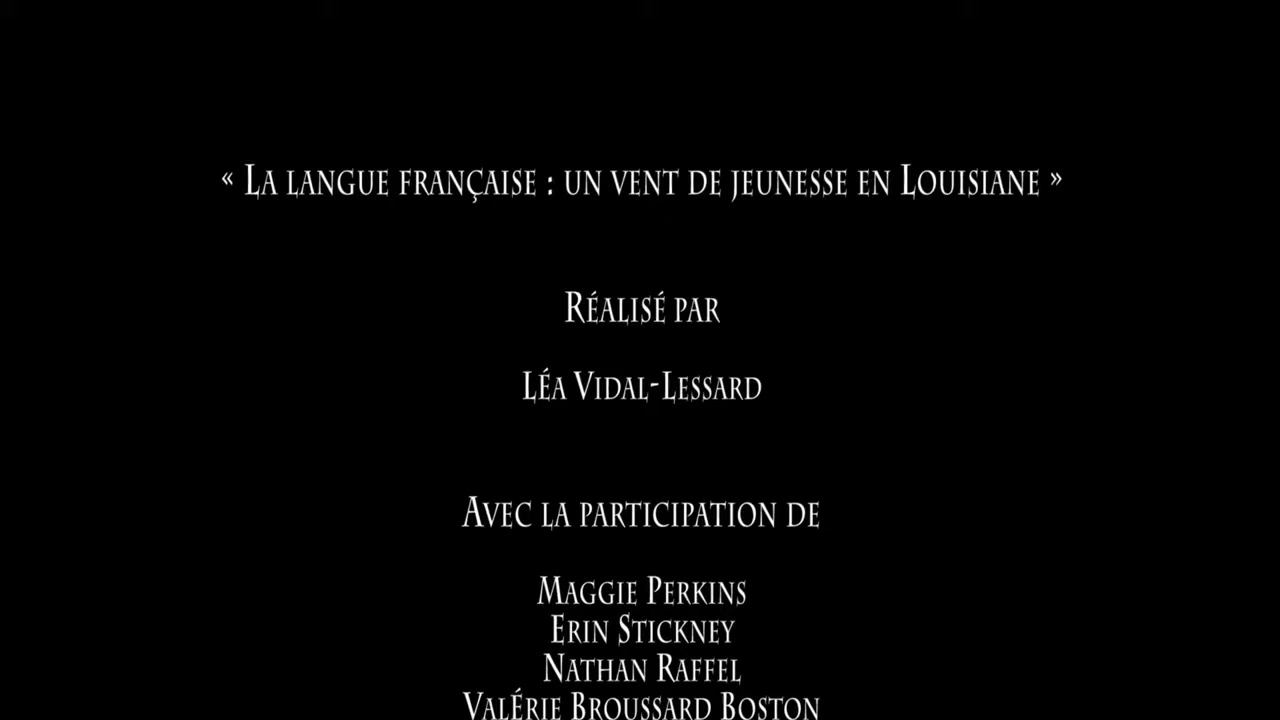 « La langue française : un vent de jeunesse en Louisiane »
Réalisé par
Léa Vidal-Lessard
Avec la participation de
Maggie Perkins
Erin Stickney
Nathan Raffel
Valérie Broussard Boston